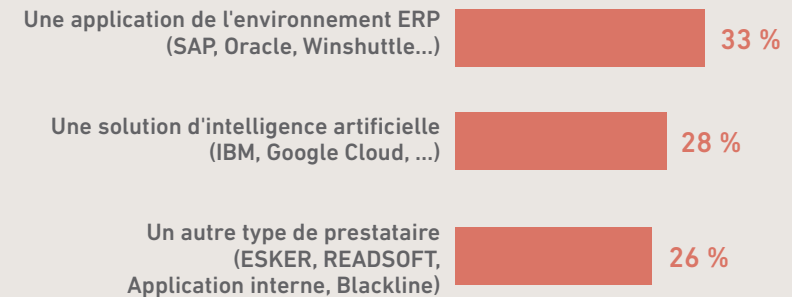 Une application de l'environnement ERP
(SAP, Oracle, Winshuttle...)
33 %
Une solution d'intelligence artificielle
(IBM, Google Cloud, ...)
28 %
Un autre type de prestataire
(ESKER, READSOFT,
Application interne, Blackline)
26 %